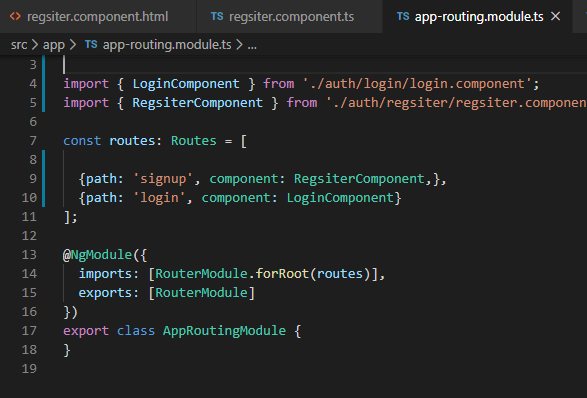 <> regsiter.component.html TS regsiter.component.ts TS app-routing.module.ts ×
src > app > TS app-routing.module.ts > ...
3
4 import { LoginComponent } from './auth/login/login.component';
5 import { RegsiterComponent } from './auth/regsiter/regsiter.componen
6
7 const routes: Routes = [
8
9 {path: 'signup', component: RegsiterComponent,},
10 {path: 'login', component: LoginComponent}
11 ];
12
13 @NgModule({
14 imports: [RouterModule.forRoot(routes)],
15 exports: [RouterModule]
16 })
17 export class AppRoutingModule {
18 }
19